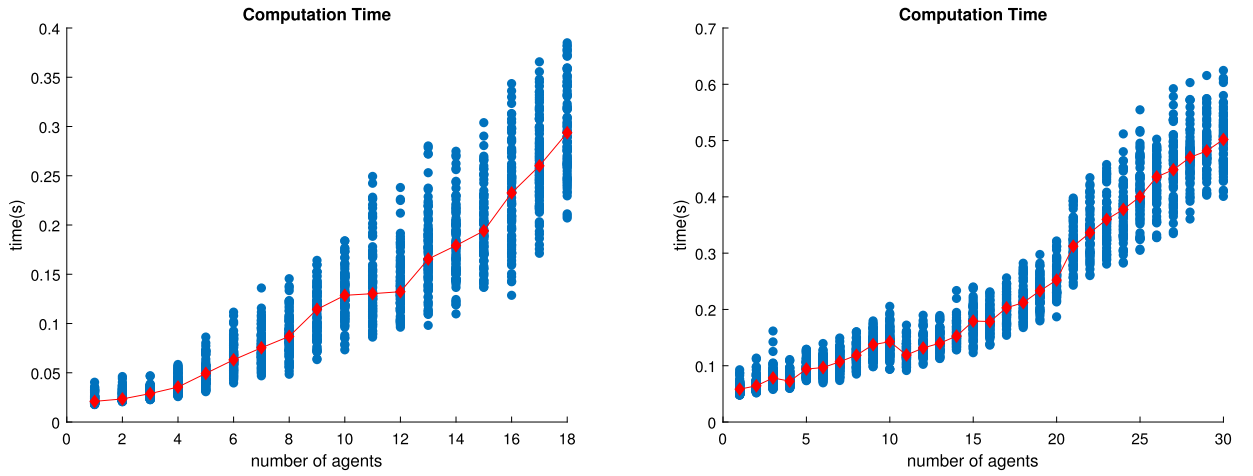 Computation Time
0.4
0.35
0.3
0.25
0.2
0.15
0.1
0.05
0
time(s)
0 2 4 6 8 10 12 14 16 18
number of agents
Computation Time
0.7
0.6
0.5
0.4
0.3
0.2
0.1
0
time(s)
0 5 10 15 20 25 30
number of agents